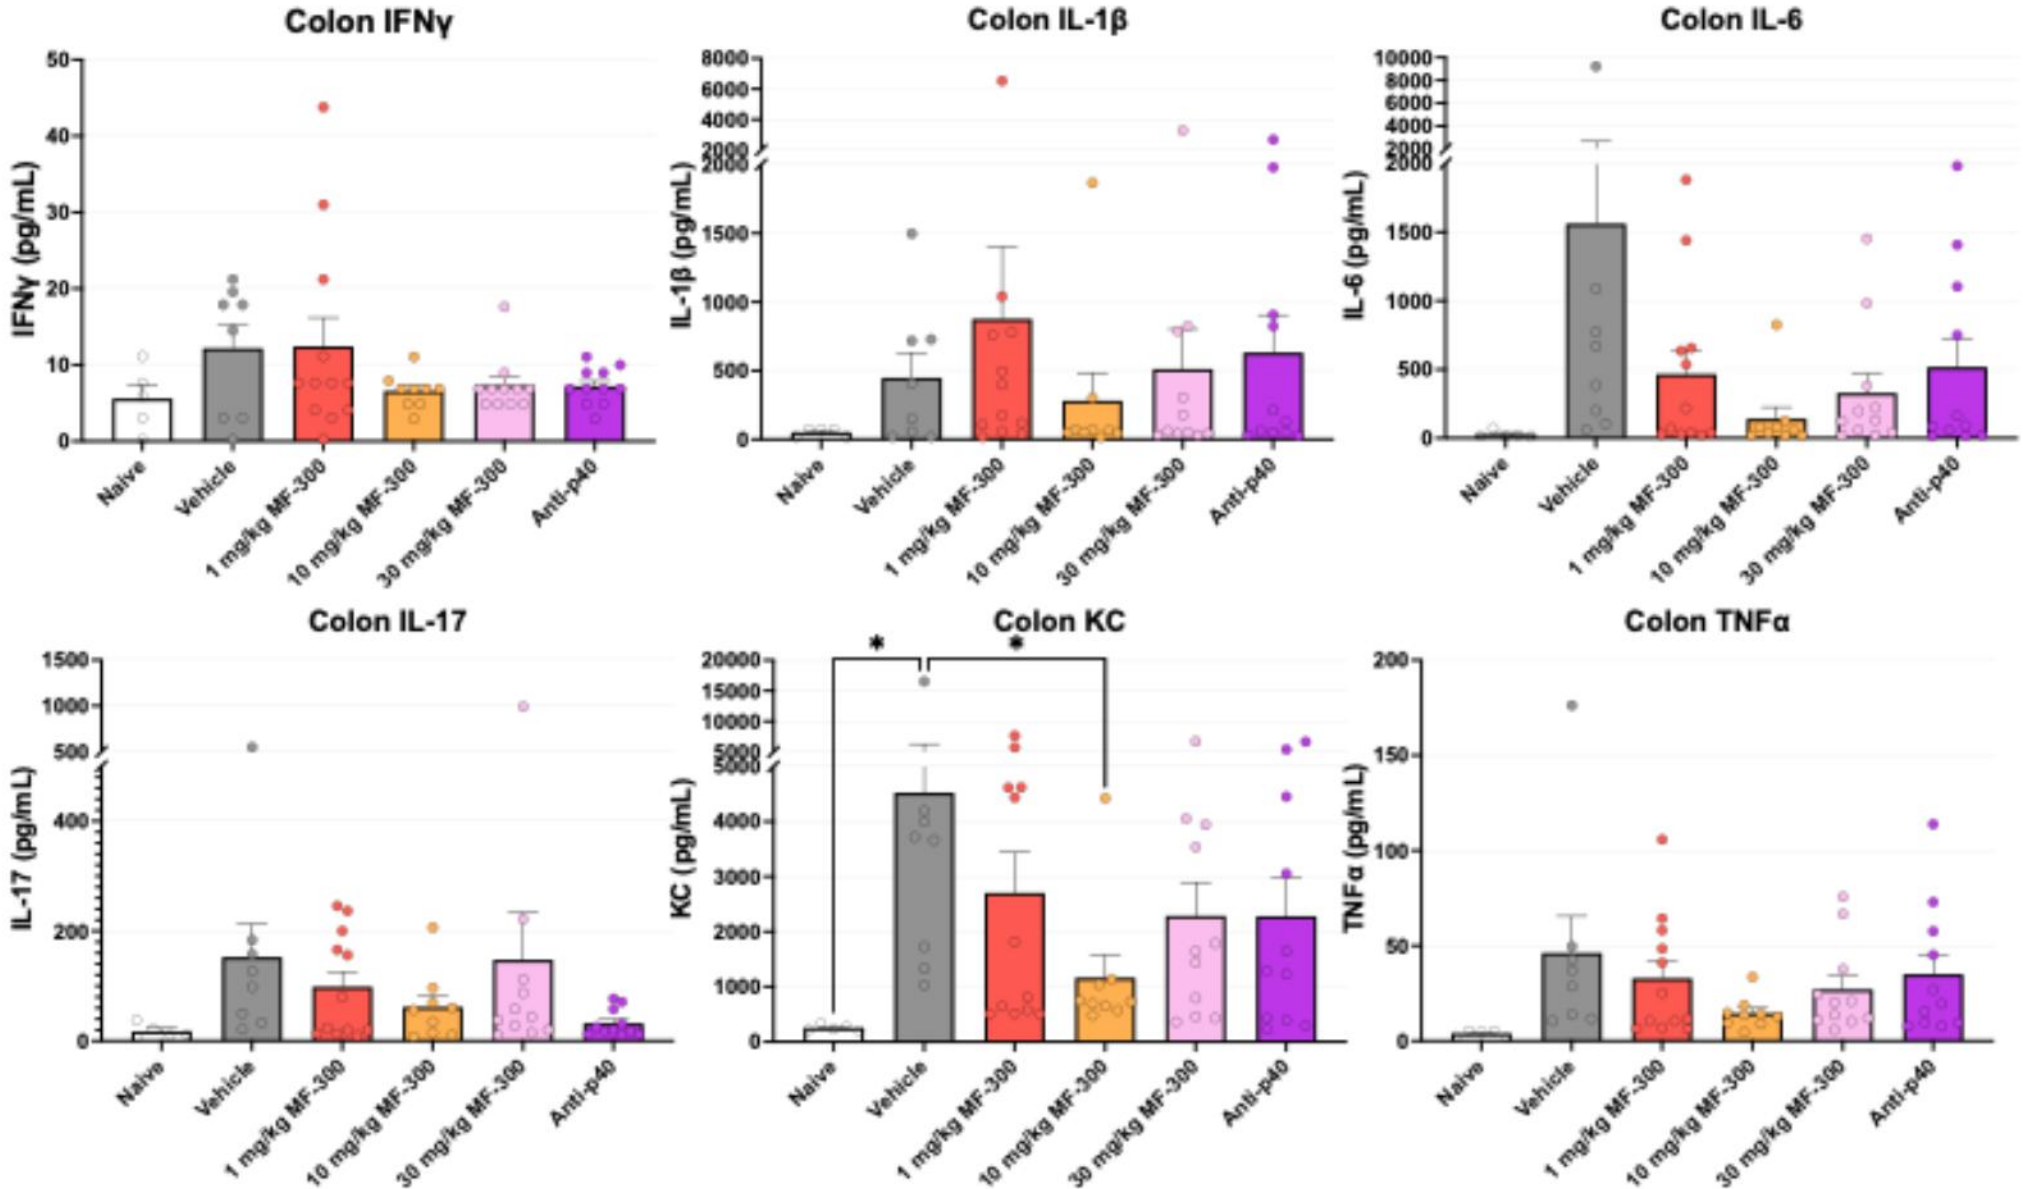 Colon IFNγ
IFNγ (pg/mL)
50
40
30
20
10
0
Naive
Vehicle
1 mg/kg MF-300
10 mg/kg MF-300
30 mg/kg MF-300
Anti-p40
Colon IL-1β
IL-1β (pg/mL)
8000
6000
4000
2000
2000
1500
1000
500
0
Naive
Vehicle
1 mg/kg MF-300
10 mg/kg MF-300
30 mg/kg MF-300
Anti-p40
Colon IL-6
IL-6 (pg/mL)
10000
8000
6000
4000
2000
2000
1500
1000
500
0
Naive
Vehicle
1 mg/kg MF-300
10 mg/kg MF-300
30 mg/kg MF-300
Anti-p40
Colon IL-17
IL-17 (pg/mL)
1500
1000
500
400
200
0
Naive
Vehicle
1 mg/kg MF-300
10 mg/kg MF-300
30 mg/kg MF-300
Anti-p40
Colon KC
* *
KC (pg/mL)
20000
15000
10000
5000
5000
4000
3000
2000
1000
0
Naive
Vehicle
1 mg/kg MF-300
10 mg/kg MF-300
30 mg/kg MF-300
Anti-p40
Colon TNFα
TNFα (pg/mL)
200
150
100
50
0
Naive
Vehicle
1 mg/kg MF-300
10 mg/kg MF-300
30 mg/kg MF-300
Anti-p40